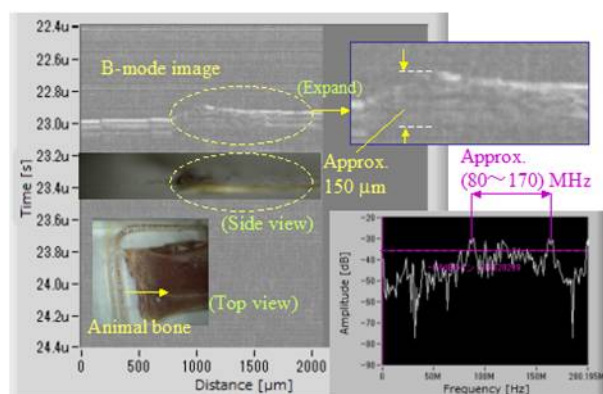 22.4u
22.6u
22.8u
23.0u
23.2u
23.4u
23.6u
23.8u
24.0u
24.2u
24.4u
Time [s]
B-mode image
(Expand)
Approx.
150 μm
Approx.
(80～170) MHz
(Side view)
(Top view)
Animal bone
0
500
1000
1500
2000
Distance [μm]
-20
-30
-40
-50
-60
-70
-80
-90
Amplitude [dB]
0
50M
100M
150M
200.195M
Frequency [Hz]